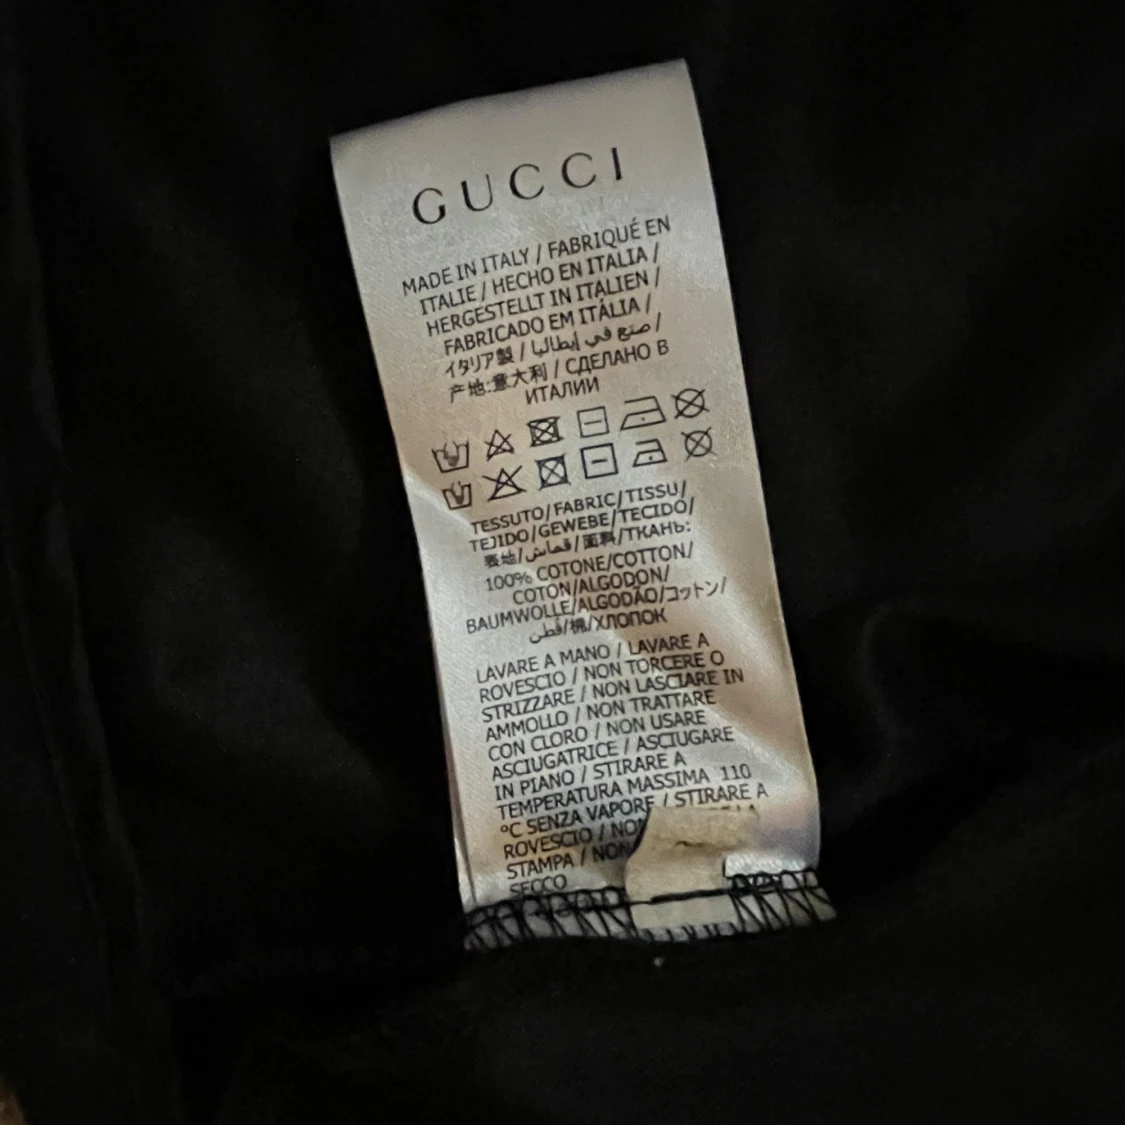 GUCCI
MADE IN ITALY / FABRIQUÉ EN
ITALIE / HECHO EN ITALIA /
HERGESTELLT IN ITALIEN /
FABRICADO EM ITÁLIA /
イタリア製 / صنع في إيطاليا /
产地:意大利 / СДЕЛАНО В
ИТАЛИИ
TESSUTO/FABRIC/TISSU/
TEJIDO/GEWEBE/TECIDO/
表地/قماش/面料/ТКАНЬ:
100% COTONE/COTTON/
COTON/ALGODON/
BAUMWOLLE/ALGODÃO/コットン/
قطن/棉/ХЛОПОК
LAVARE A MANO / LAVARE A
ROVESCIO / NON TORCERE O
STRIZZARE / NON LASCIARE IN
AMMOLLO / NON TRATTARE
CON CLORO / NON USARE
ASCIUGATRICE / ASCIUGARE
IN PIANO / STIRARE A
TEMPERATURA MASSIMA 110
°C SENZA VAPORE / STIRARE A
ROVESCIO / NON
STAMPA / NON
SECCO